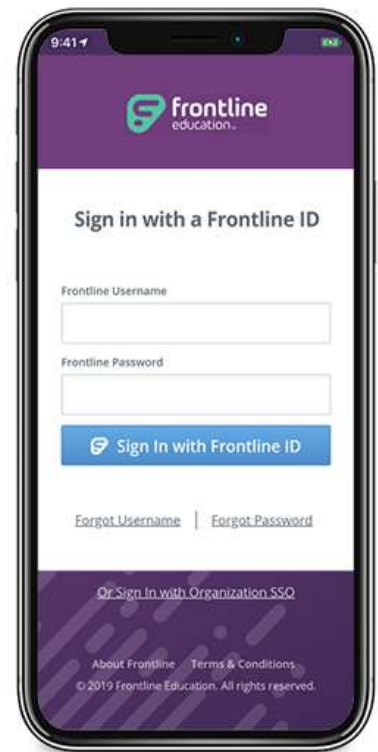 9:41
frontline
education™
Sign in with a Frontline ID
Frontline Username
Frontline Password
Sign In with Frontline ID
Forgot Username | Forgot Password
Or Sign In with Organization SSO
About Frontline Terms & Conditions
© 2019 Frontline Education. All rights reserved.